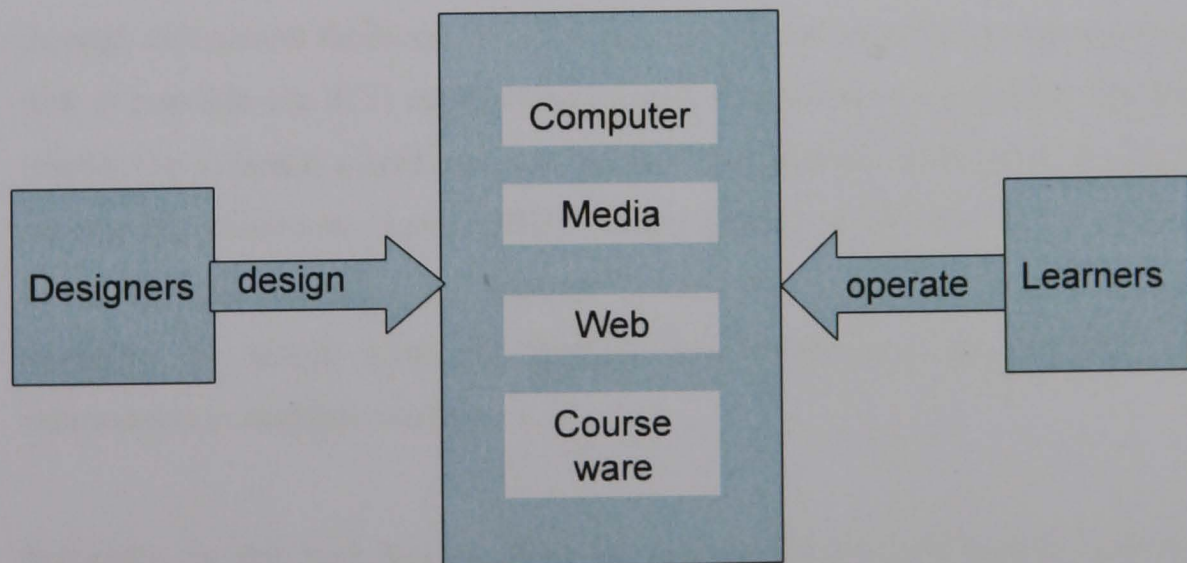 Designers
design
Computer
Media
Web
Course
ware
operate
Learners